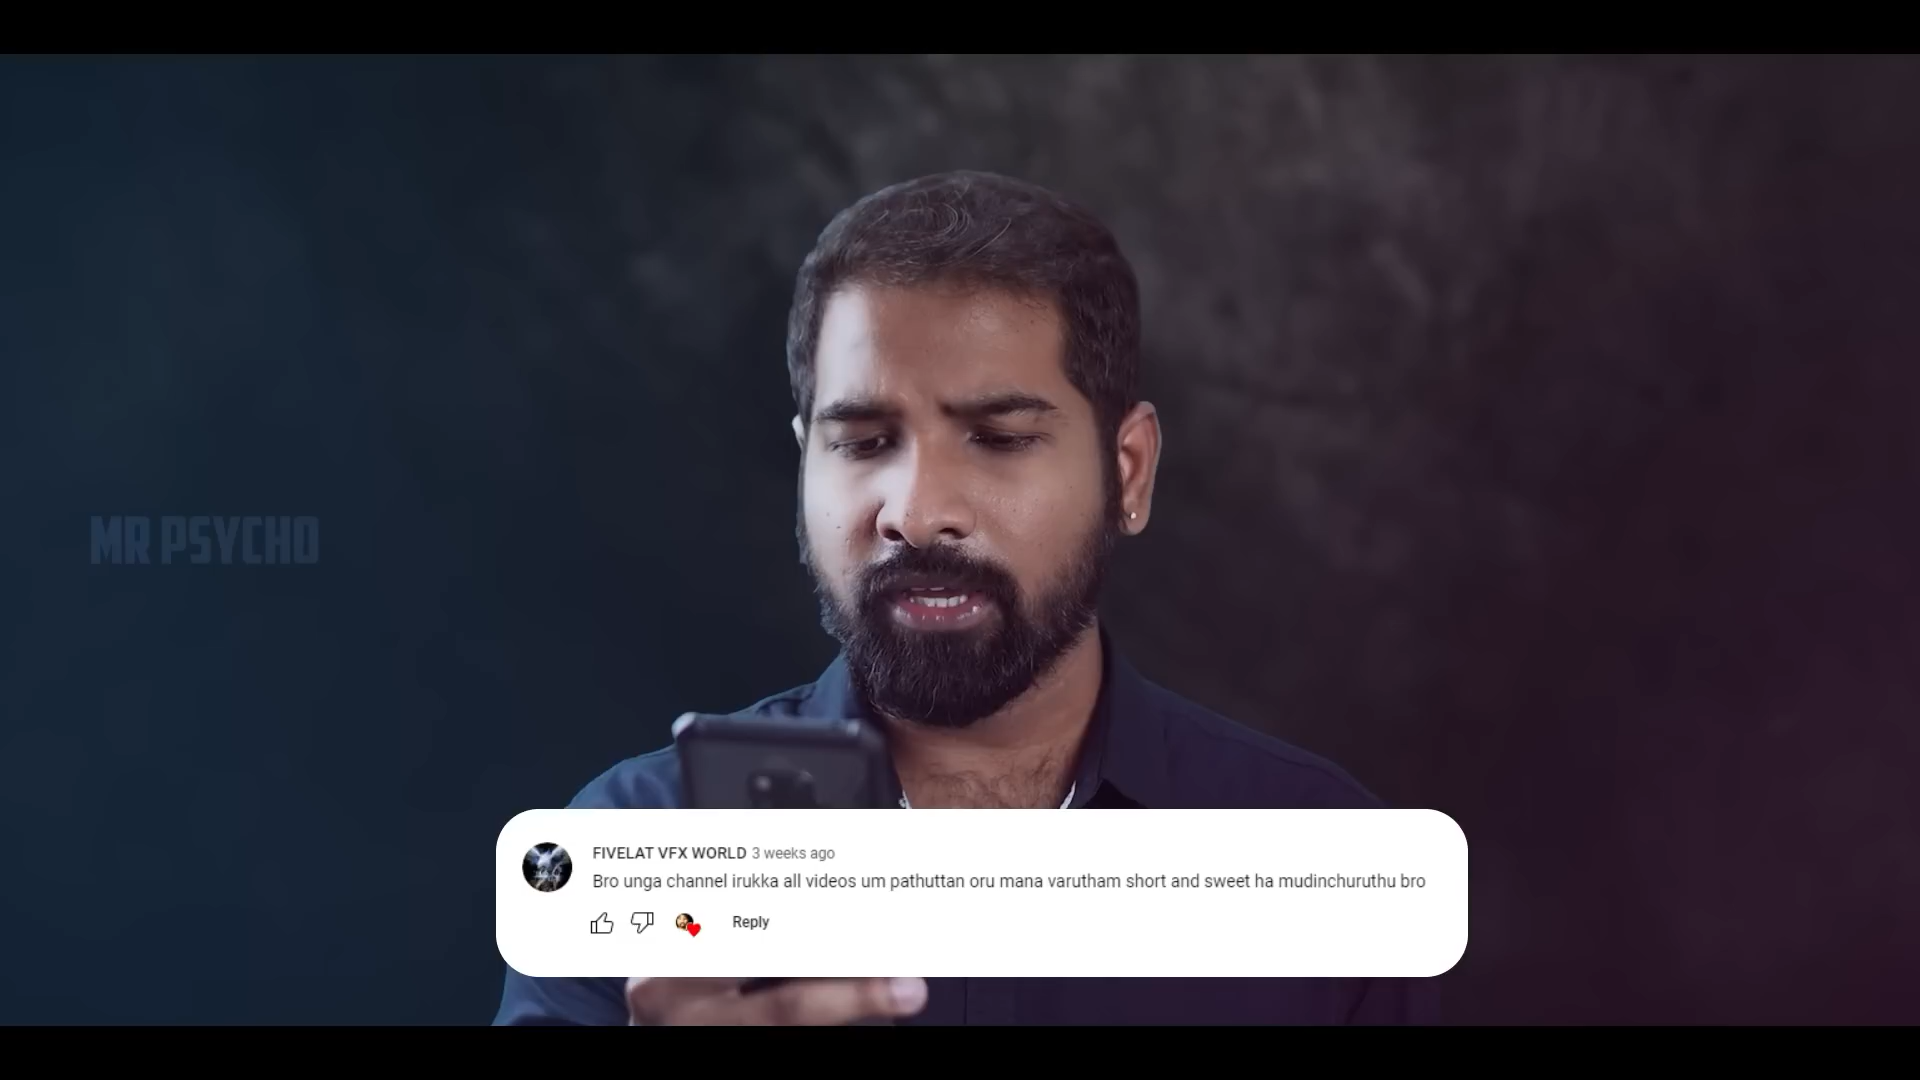 MR PSYCHO
FIVELAT VFX WORLD 3 weeks ago
Bro unga channel irukka all videos um pathuttan oru mana varutham short and sweet ha mudinchuruthu bro
Reply